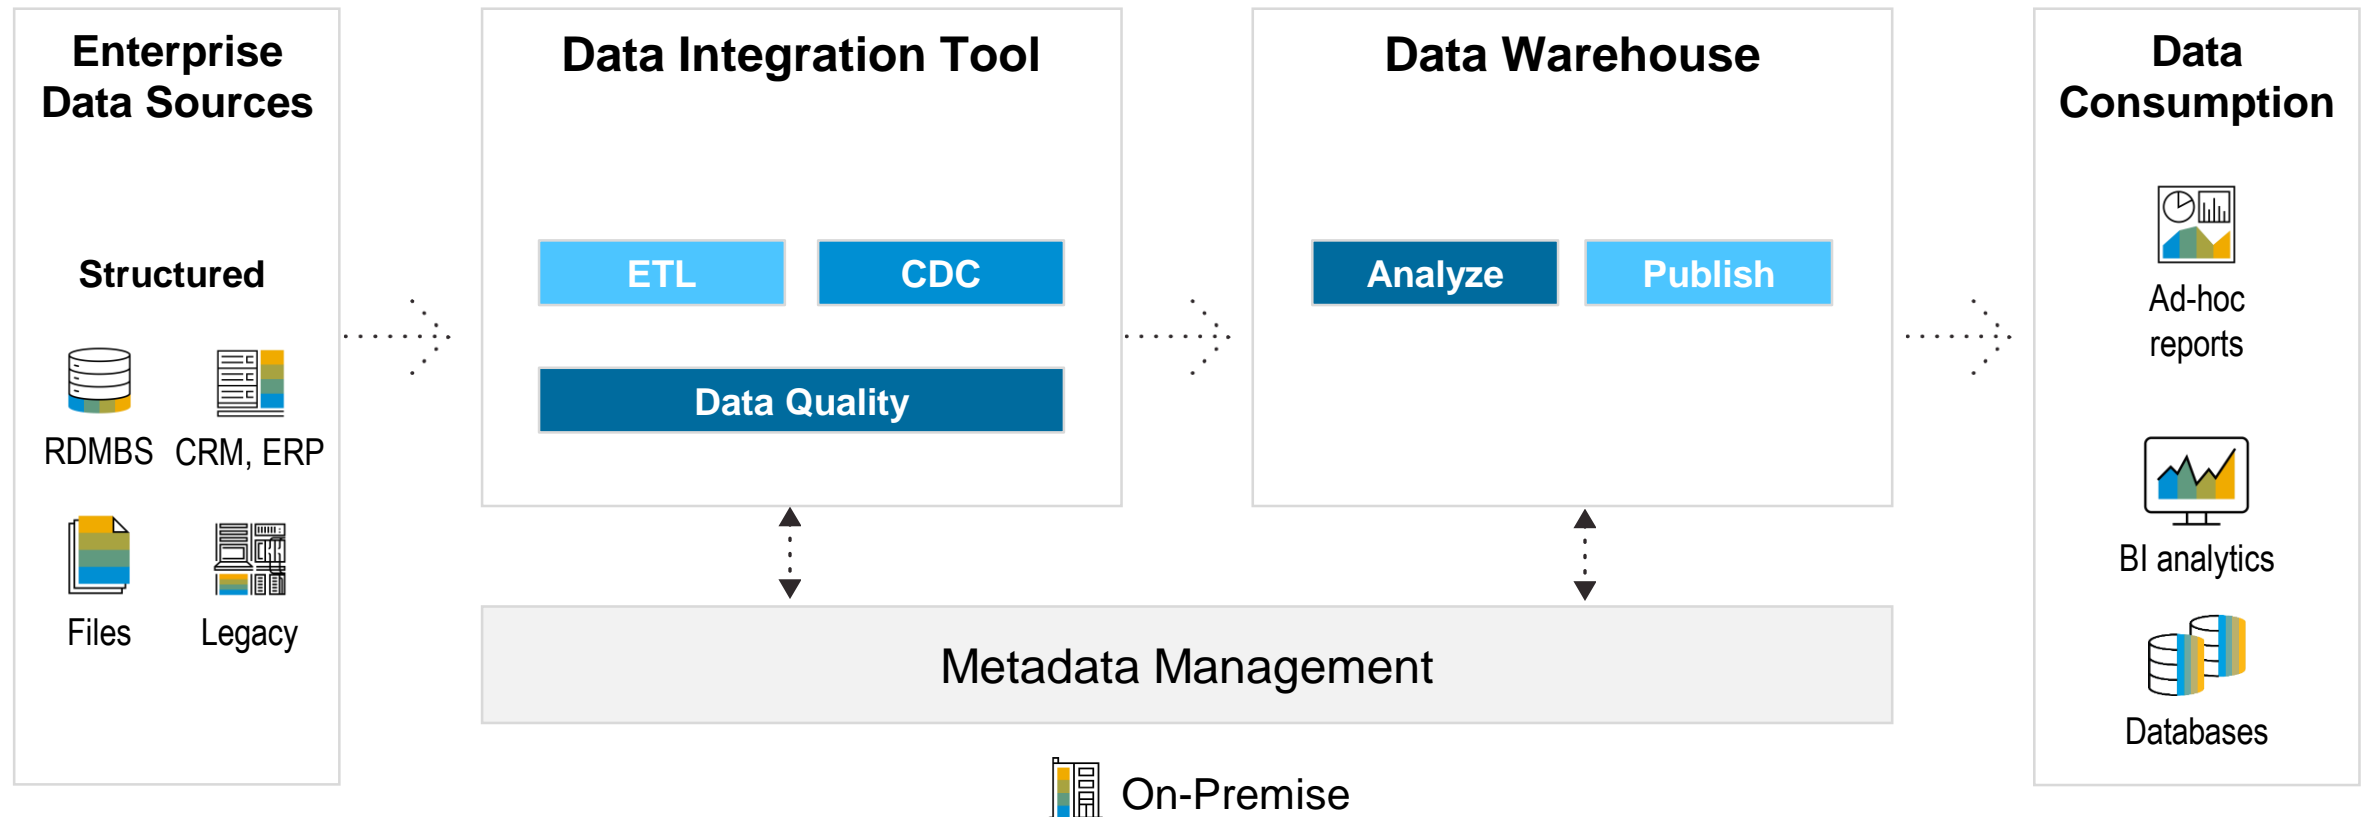 Enterprise
Data Sources
Structured
RDMBS
CRM, ERP
Files
Legacy
Data Integration Tool
ETL
CDC
Data Quality
Data Warehouse
Analyze
Publish
Metadata Management
On-Premise
Data
Consumption
Ad-hoc
reports
BI analytics
Databases